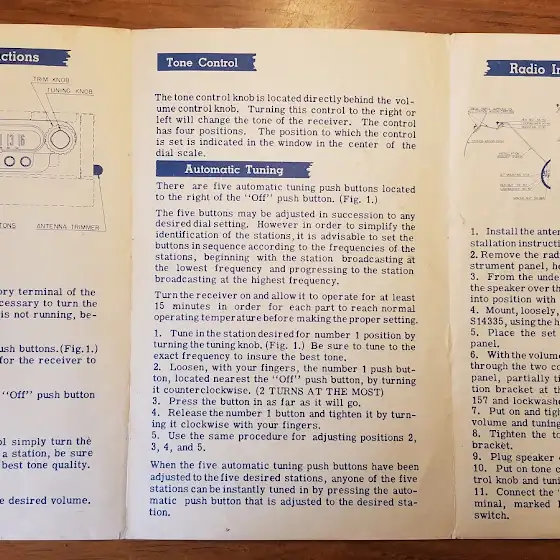 ctions
TRIM KNOB
TUNING KNOB
TONS
ANTENNA TRIMMER
ory terminal of the
cessary to turn the
is not running, be-
ush buttons. (Fig. 1.)
for the receiver to
"Off" push button
ol simply turn the
a station, be sure
best tone quality.
e desired volume.
Tone Control
The tone control knob is located directly behind the vol-
ume control knob. Turning this control to the right or
left will change the tone of the receiver. The control
has four positions. The position to which the control
is set is indicated in the window in the center of the
dial scale.
Automatic Tuning
There are five automatic tuning push buttons located
to the right of the "Off" push button. (Fig. 1.)
The five buttons may be adjusted in succession to any
desired dial setting. However in order to simplify the
identification of the stations, it is advisable to set the
buttons in sequence according to the frequencies of the
stations, beginning with the station broadcasting at
the lowest frequency and progressing to the station
broadcasting at the highest frequency.
Turn the receiver on and allow it to operate for at least
15 minutes in order for each part to reach normal
operating temperature before making the proper setting.
1. Tune in the station desired for number 1 position by
turning the tuning knob. (Fig. 1.) Be sure to tune to the
exact frequency to insure the best tone.
2. Loosen, with your fingers, the number 1 push but-
ton, located nearest the "Off" push button, by turning
it counterclockwise. (2 TURNS AT THE MOST)
3. Press the button in as far as it will go.
4. Release the number 1 button and tighten it by turn-
ing it clockwise with your fingers.
5. Use the same procedure for adjusting positions 2,
3, 4, and 5.
When the five automatic tuning push buttons have been
adjusted to the five desired stations, anyone of the five
stations can be instantly tuned in by pressing the auto-
matic push button that is adjusted to the desired sta-
tion.
Radio In
1. Install the anten
stallation instructi
2. Remove the rad
strument panel, he
3. From the unde
the speaker over th
into position with
4. Mount, loosely,
514335, using the h
5. Place the set
panel.
6. With the volum
through the two co
panel, partially ti
tion bracket at th
157 and lockwashe
7. Put on and tigh
volume and tuning
8. Tighten the to
bracket.
9. Plug speaker
10. Put on tone c
trol knob and tuni
11. Connect the "
minal, marked
switch.